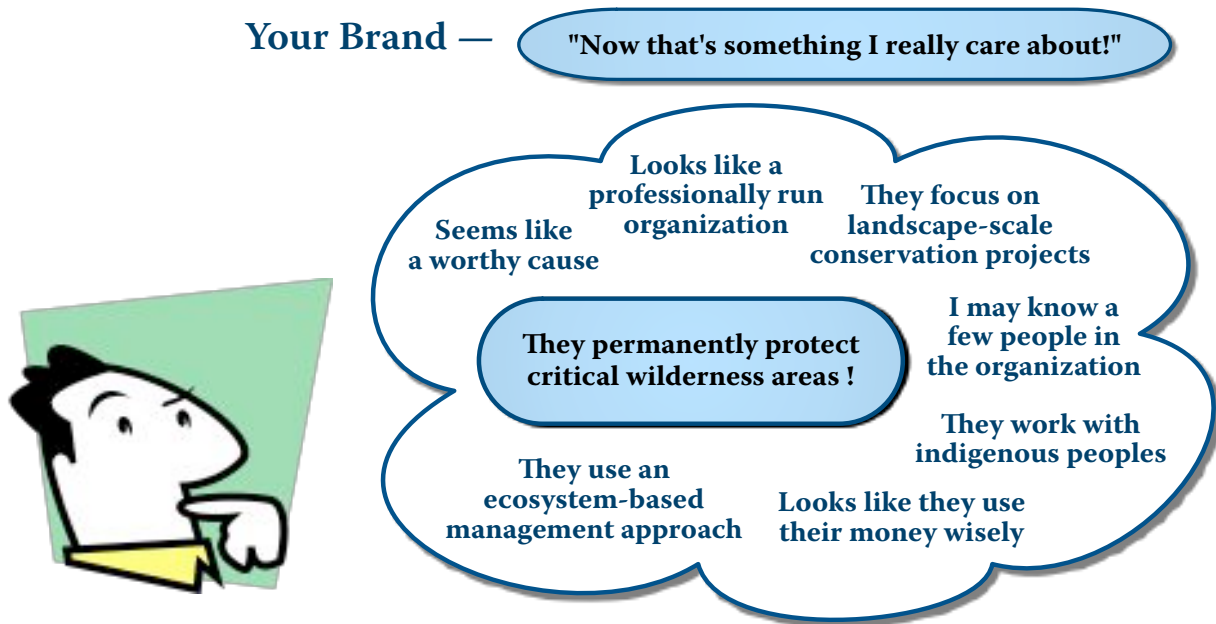 Your Brand — "Now that's something I really care about!"
Looks like a
professionally run
organization
They focus on
landscape-scale
conservation projects
Seems like
a worthy cause
I may know a
few people in
the organization
They permanently protect
critical wilderness areas !
They work with
indigenous peoples
They use an
ecosystem-based
management approach
Looks like they use
their money wisely